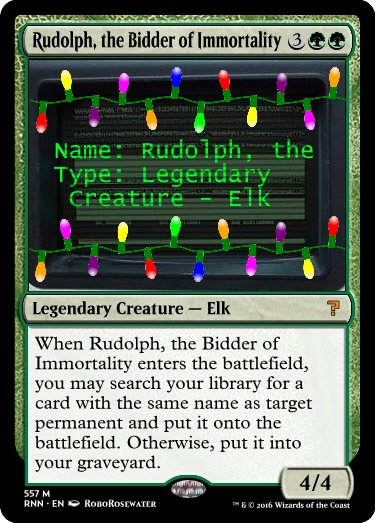 Rudolph, the Bidder of Immortality 3
Name: Rudolph, the
Type: Legendary
Creature – Elk
Legendary Creature — Elk
When Rudolph, the Bidder of
Immortality enters the battlefield,
you may search your library for a
card with the same name as target
permanent and put it onto the
battlefield. Otherwise, put it into
your graveyard.
4/4
557 M
RNN • EN RoboRosewater
™ & © 2016 Wizards of the Coast